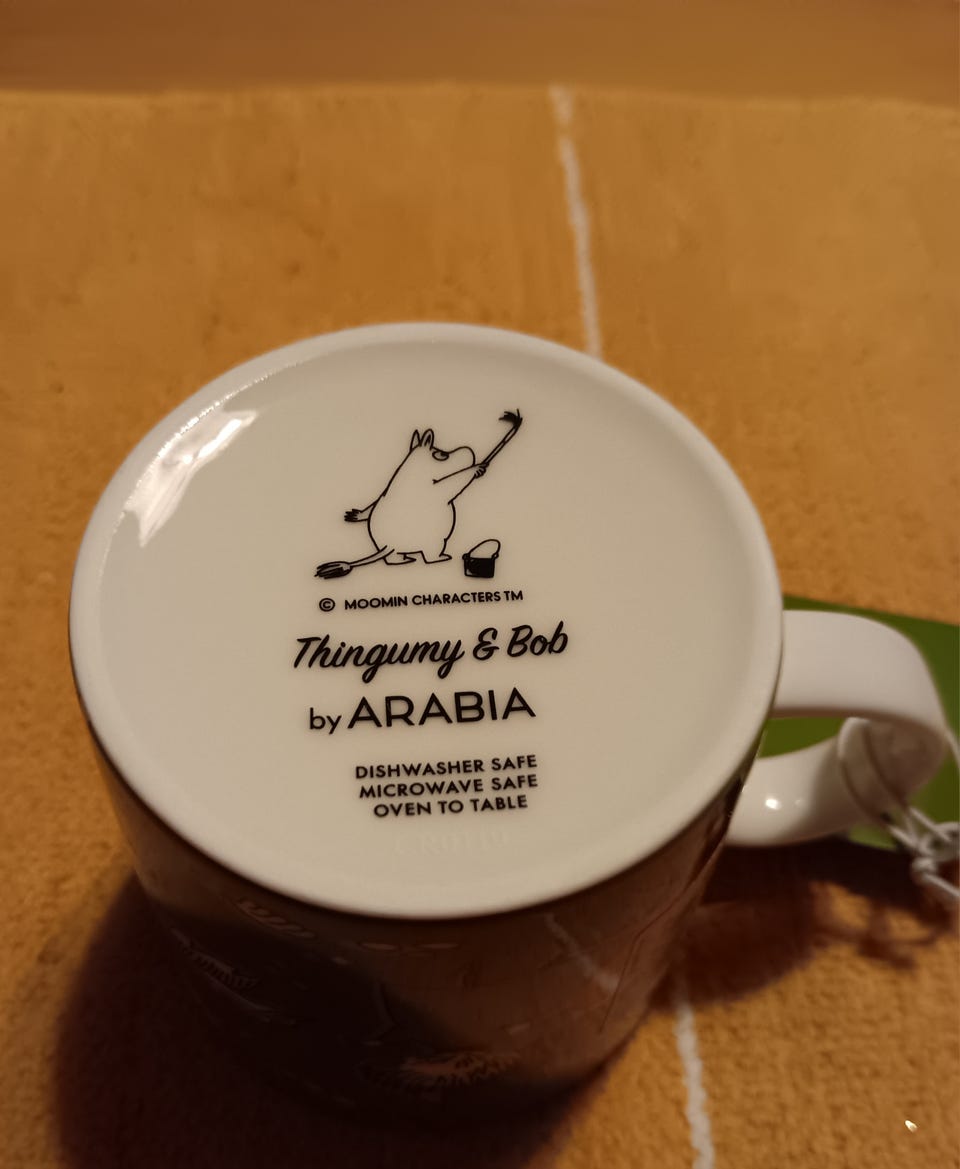 © MOOMIN CHARACTERS TM
Thingumy & Bob
by ARABIA
DISHWASHER SAFE
MICROWAVE SAFE
OVEN TO TABLE